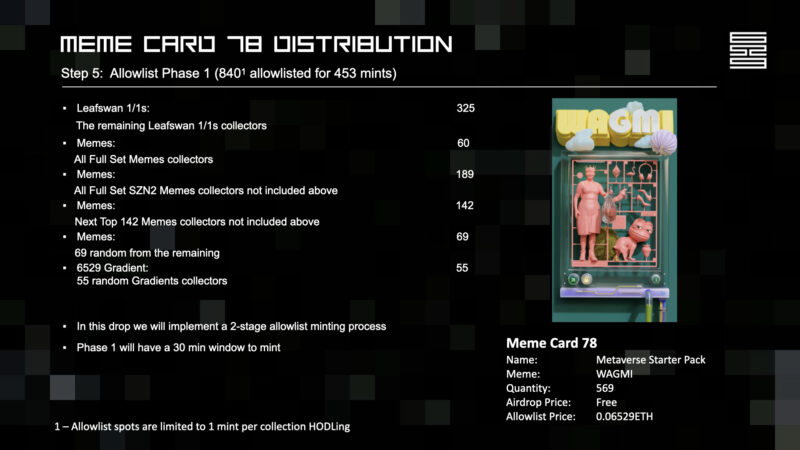 MEME CARD 78 DISTRIBUTION
Step 5: Allowlist Phase 1 (840¹ allowlisted for 453 mints)
▪ Leafswan 1/1s: 325
The remaining Leafswan 1/1s collectors
▪ Memes: 60
All Full Set Memes collectors
▪ Memes: 189
All Full Set SZN2 Memes collectors not included above
▪ Memes: 142
Next Top 142 Memes collectors not included above
▪ Memes: 69
69 random from the remaining
▪ 6529 Gradient: 55
55 random Gradients collectors
▪ In this drop we will implement a 2-stage allowlist minting process
▪ Phase 1 will have a 30 min window to mint
1 – Allowlist spots are limited to 1 mint per collection HODLing
WAGMI
Meme Card 78
Name: Metaverse Starter Pack
Meme: WAGMI
Quantity: 569
Airdrop Price: Free
Allowlist Price: 0.06529ETH